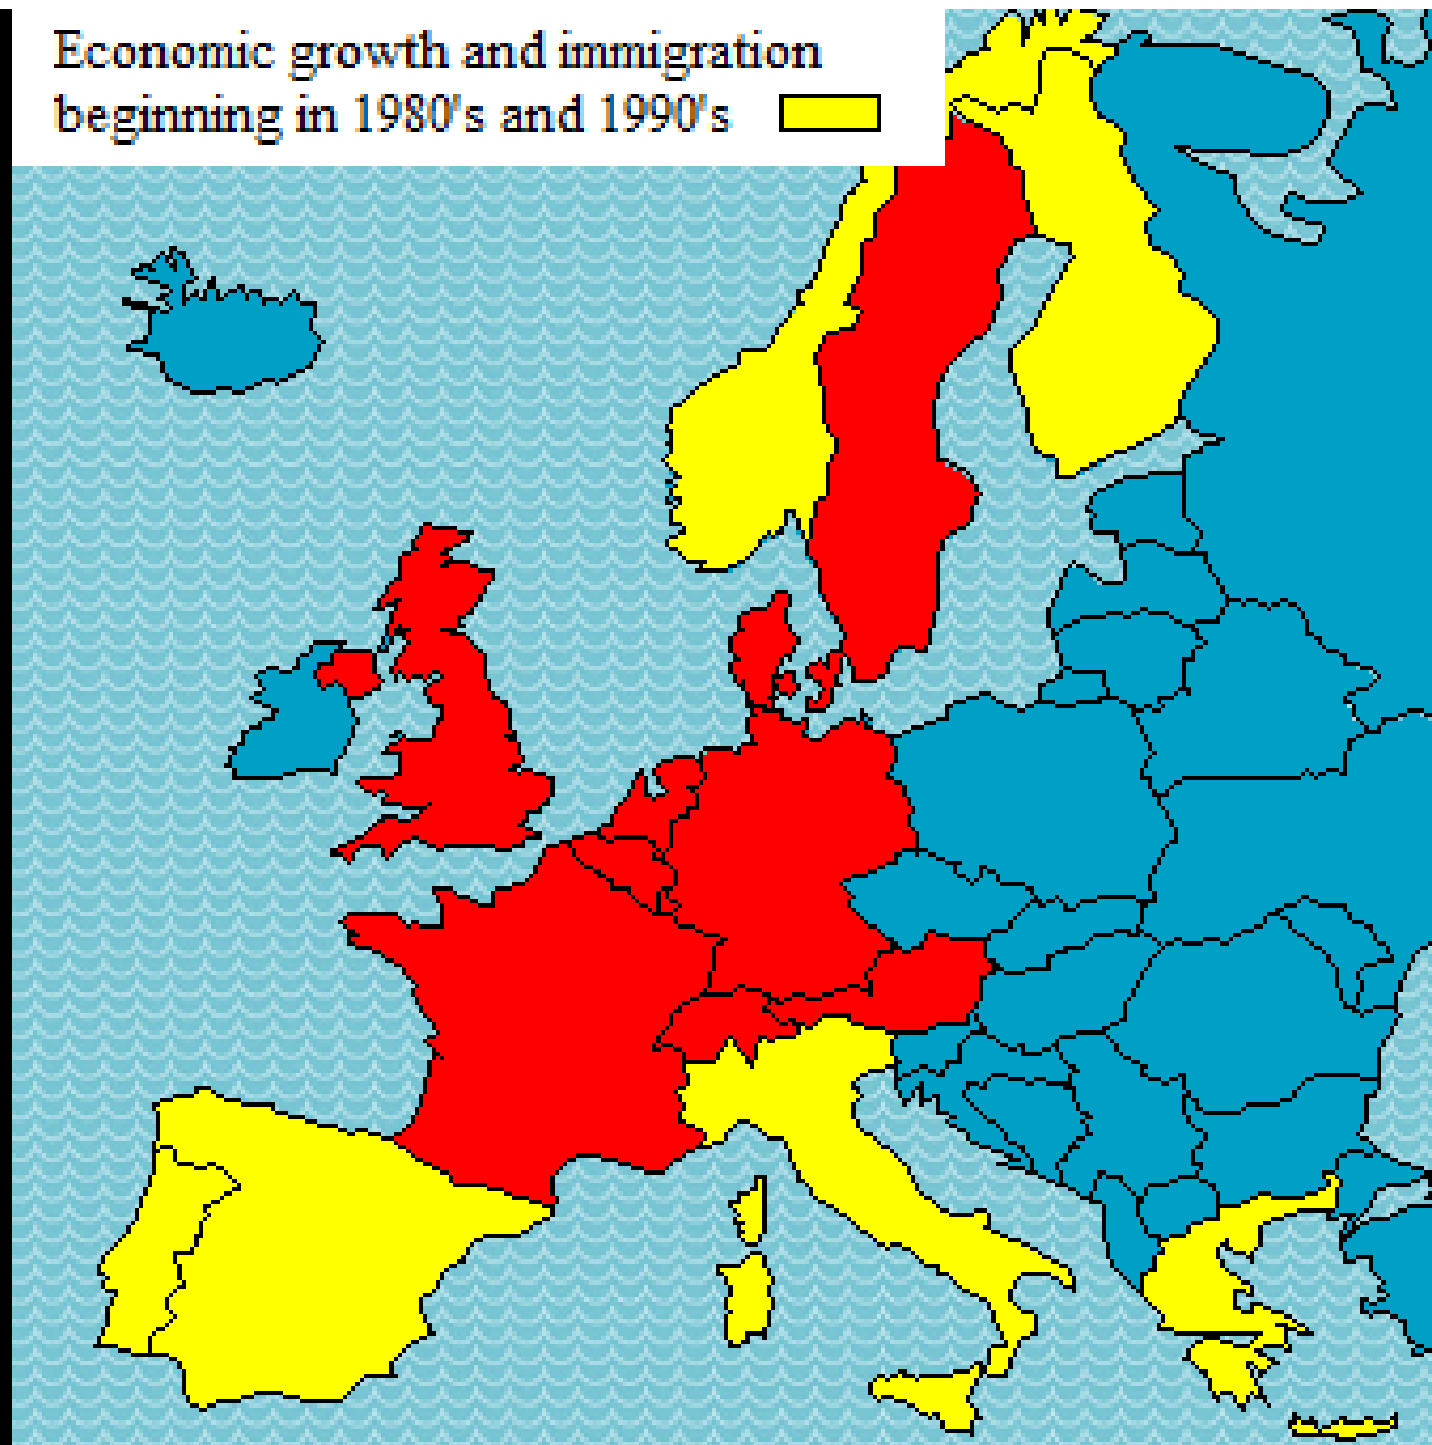 Economic growth and immigration
beginning in 1980's and 1990's